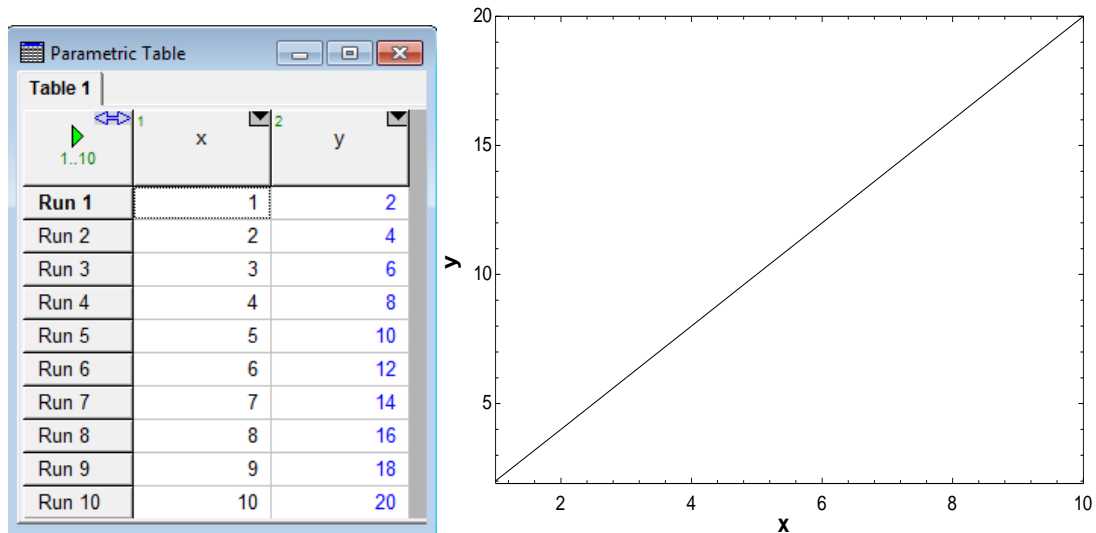 Parametric Table
Table 1
1..10
1 x 2 y
Run 1 1 2
Run 2 2 4
Run 3 3 6
Run 4 4 8
Run 5 5 10
Run 6 6 12
Run 7 7 14
Run 8 8 16
Run 9 9 18
Run 10 10 20
20
15
10
5
y
2 4 6 8 10
x